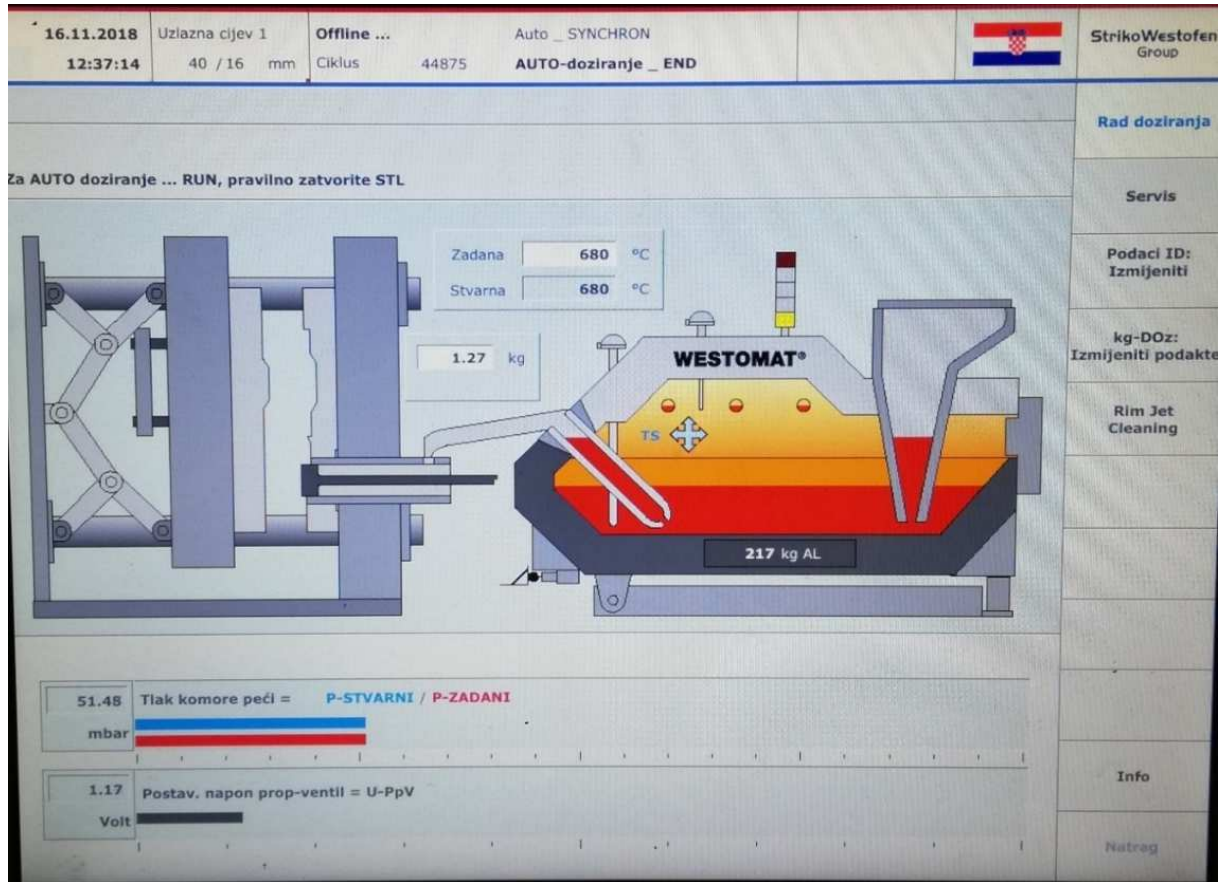 16.11.2018
12:37:14
Uzlazna cijev 1
40 / 16 mm
Offline ...
Ciklus 44875
Auto _ SYNCHRON
AUTO-doziranje _ END
StrikoWestofen
Group
Rad doziranja
Za AUTO doziranje ... RUN, pravilno zatvorite STL
Servis
Podaci ID:
Izmijeniti
kg-DOz:
Izmijeniti podakte
Rim Jet
Cleaning
Zadana 680 °C
Stvarna 680 °C
1.27 kg
WESTOMAT®
TS
217 kg AL
51.48
mbar
Tlak komore peći = P-STVARNI / P-ZADANI
1.17
Volt
Postav. napon prop-ventil = U-PpV
Info
Natrag